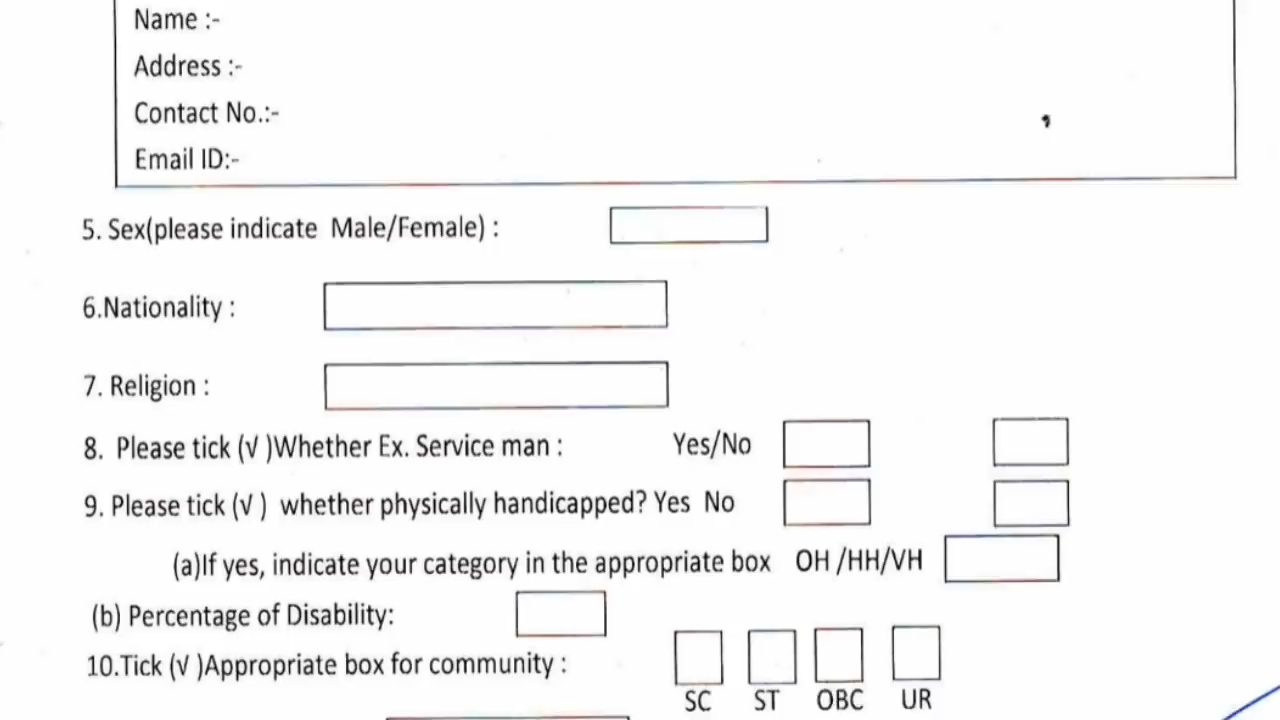 Name :-
Address :-
Contact No.:-
Email ID:-
5. Sex(please indicate Male/Female) :
6.Nationality :
7. Religion :
8. Please tick (√ )Whether Ex. Service man : Yes/No
9. Please tick (√ ) whether physically handicapped? Yes No
(a)If yes, indicate your category in the appropriate box OH /HH/VH
(b) Percentage of Disability:
10.Tick (√ )Appropriate box for community :
SC ST OBC UR